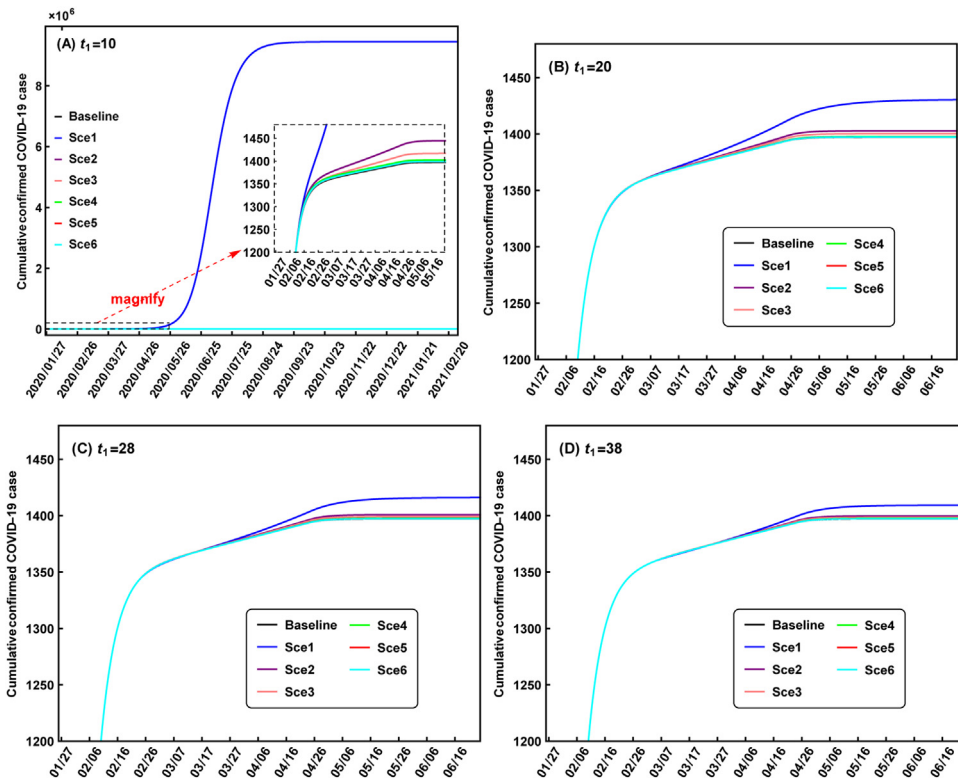 ×10⁶
(A) t₁=10
Cumulative confirmed COVID-19 case
8
6
4
2
0
Baseline
Sce1
Sce2
Sce3
Sce4
Sce5
Sce6
magnify
1450
1400
1350
1300
1250
1200
01/27
02/06
02/16
02/26
03/07
03/17
03/27
04/06
04/16
04/26
05/06
05/16
2020/01/27
2020/02/26
2020/03/27
2020/04/26
2020/05/26
2020/06/25
2020/07/25
2020/08/24
2020/09/23
2020/10/23
2020/11/22
2020/12/22
2021/01/21
2021/02/20
(B) t₁=20
Cumulative confirmed COVID-19 case
1450
1400
1350
1300
1250
1200
Baseline
Sce1
Sce2
Sce3
Sce4
Sce5
Sce6
01/27
02/06
02/16
02/26
03/07
03/17
03/27
04/06
04/16
04/26
05/06
05/16
05/26
06/06
06/16
(C) t₁=28
Cumulative confirmed COVID-19 case
1450
1400
1350
1300
1250
1200
Baseline
Sce1
Sce2
Sce3
Sce4
Sce5
Sce6
01/27
02/06
02/16
02/26
03/07
03/17
03/27
04/06
04/16
04/26
05/06
05/16
05/26
06/06
06/16
(D) t₁=38
Cumulative confirmed COVID-19 case
1450
1400
1350
1300
1250
1200
Baseline
Sce1
Sce2
Sce3
Sce4
Sce5
Sce6
01/27
02/06
02/16
02/26
03/07
03/17
03/27
04/06
04/16
04/26
05/06
05/16
05/26
06/00
06/16